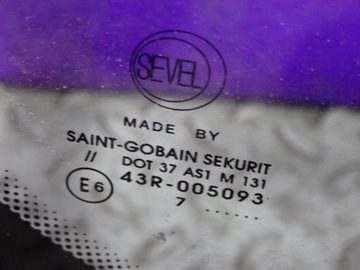 SEVEL
MADE BY
SAINT-GOBAIN SEKURIT
// DOT 37 AS1 M 131
E6 43R-005093
7 ......